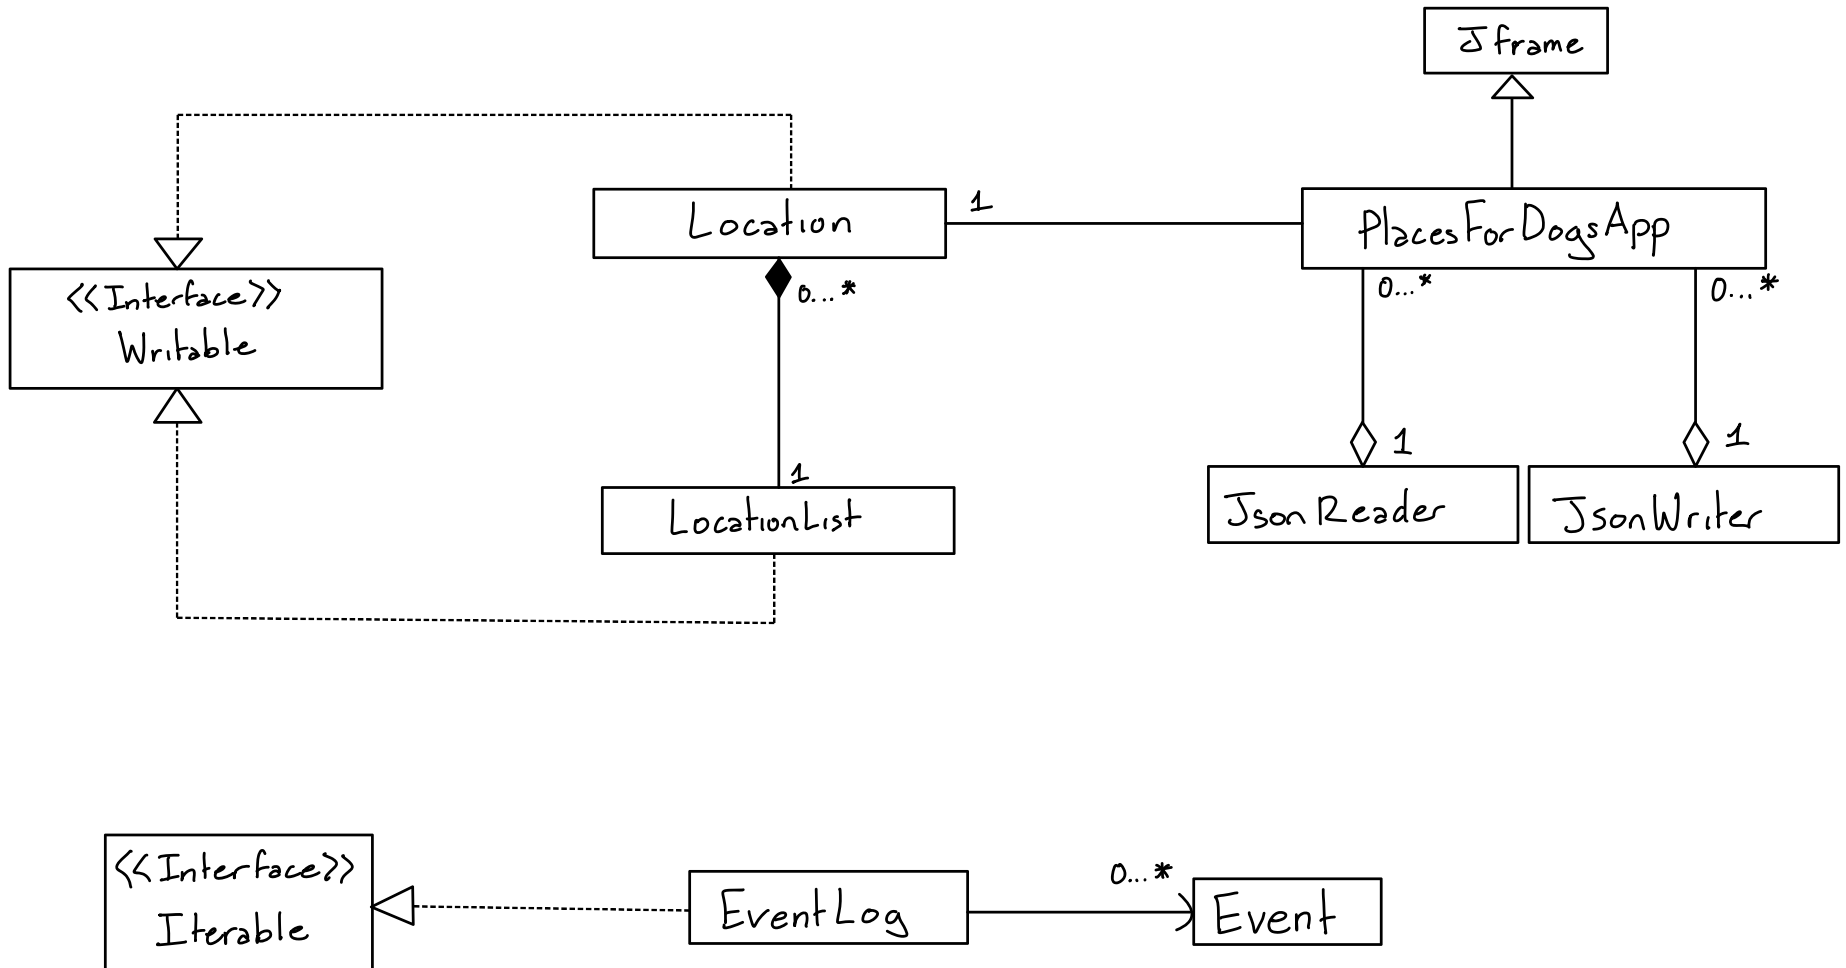 Jframe
1
Location
PlacesForDogsApp
<<Interface>>
Writable
0...*
0...*
0...*
1
1
1
LocationList
JsonReader
JsonWriter
<<Interface>>
Iterable
EventLog
0...*
Event